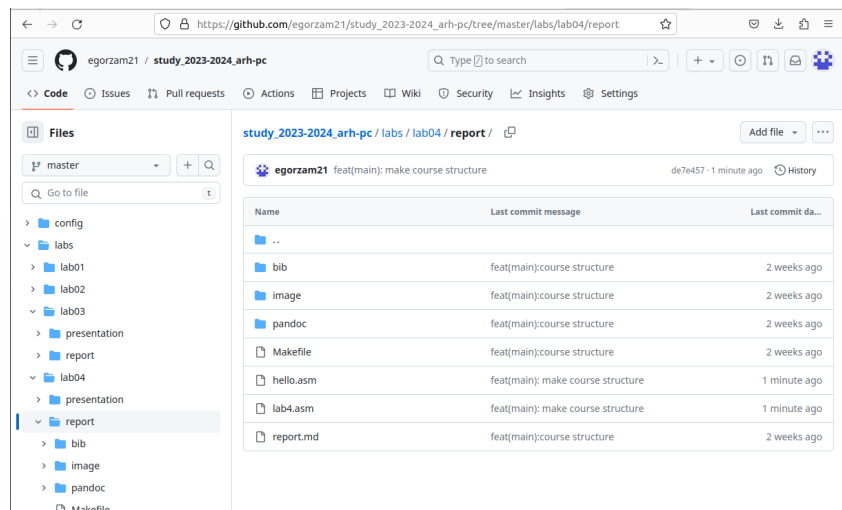 https://github.com/egorzam21/study_2023-2024_arh-pc/tree/master/labs/lab04/report
egorzam21 / study_2023-2024_arh-pc
Type / to search
Code Issues Pull requests Actions Projects Wiki Security Insights Settings
Files
master
Go to file t
config
labs
lab01
lab02
lab03
presentation
report
lab04
presentation
report
bib
image
pandoc
Makefile
study_2023-2024_arh-pc / labs / lab04 / report /
Add file
egorzam21 feat(main): make course structure de7e457 · 1 minute ago History
Name Last commit message Last commit da...
..
bib feat(main):course structure 2 weeks ago
image feat(main):course structure 2 weeks ago
pandoc feat(main):course structure 2 weeks ago
Makefile feat(main):course structure 2 weeks ago
hello.asm feat(main): make course structure 1 minute ago
lab4.asm feat(main): make course structure 1 minute ago
report.md feat(main):course structure 2 weeks ago